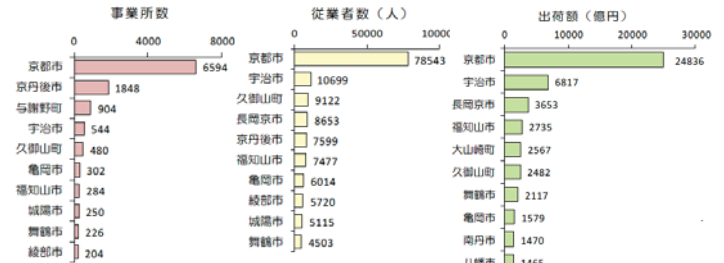 事業所数
0 4000 8000
京都市 6594
京丹後市 1848
与謝野町 904
宇治市 544
久御山町 480
亀岡市 302
福知山市 284
城陽市 250
舞鶴市 226
綾部市 204
従業者数（人）
0 50000 100000
京都市 78543
宇治市 10699
久御山町 9122
長岡京市 8653
京丹後市 7599
福知山市 7477
亀岡市 6014
綾部市 5720
城陽市 5115
舞鶴市 4503
出荷額（億円）
0 10000 20000 30000
京都市 24836
宇治市 6817
長岡京市 3653
福知山市 2735
大山崎町 2567
久御山町 2482
舞鶴市 2117
亀岡市 1579
南丹市 1470
八幡市 1465